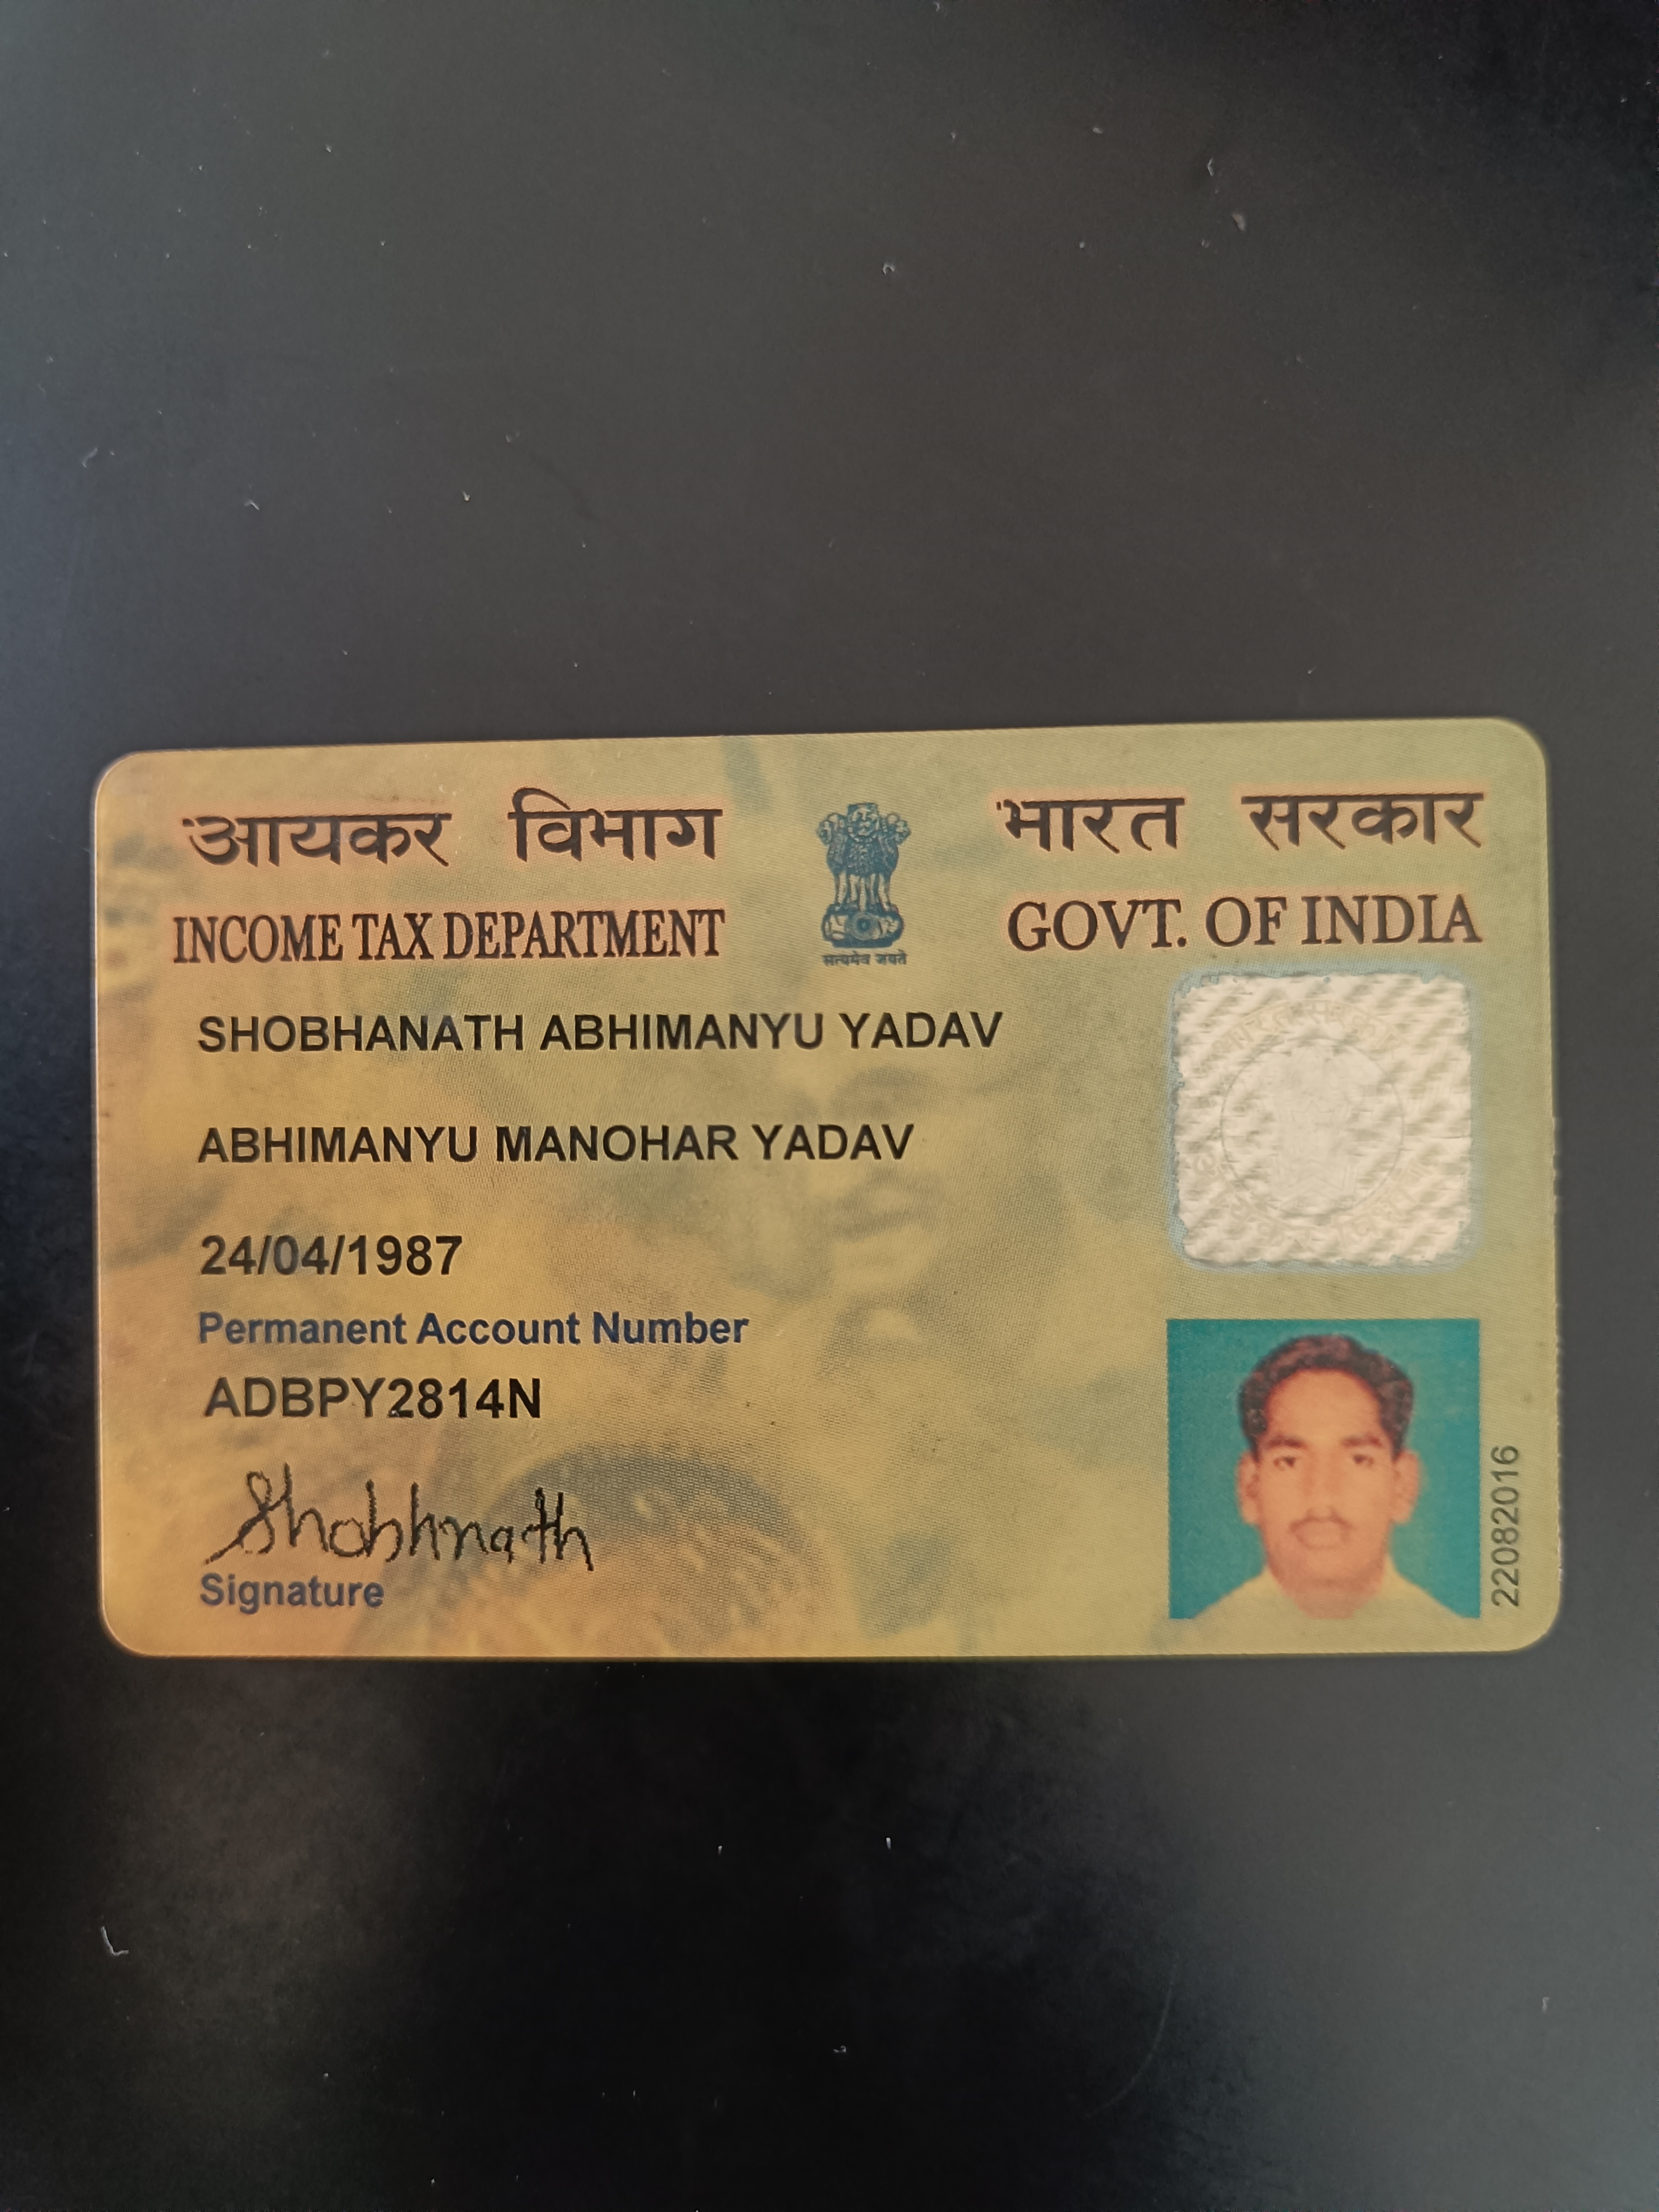 आयकर विभाग भारत सरकार
INCOME TAX DEPARTMENT GOVT. OF INDIA
सत्यमेव जयते
SHOBHANATH ABHIMANYU YADAV
ABHIMANYU MANOHAR YADAV
24/04/1987
Permanent Account Number
ADBPY2814N
Shobhnath
Signature
22082016